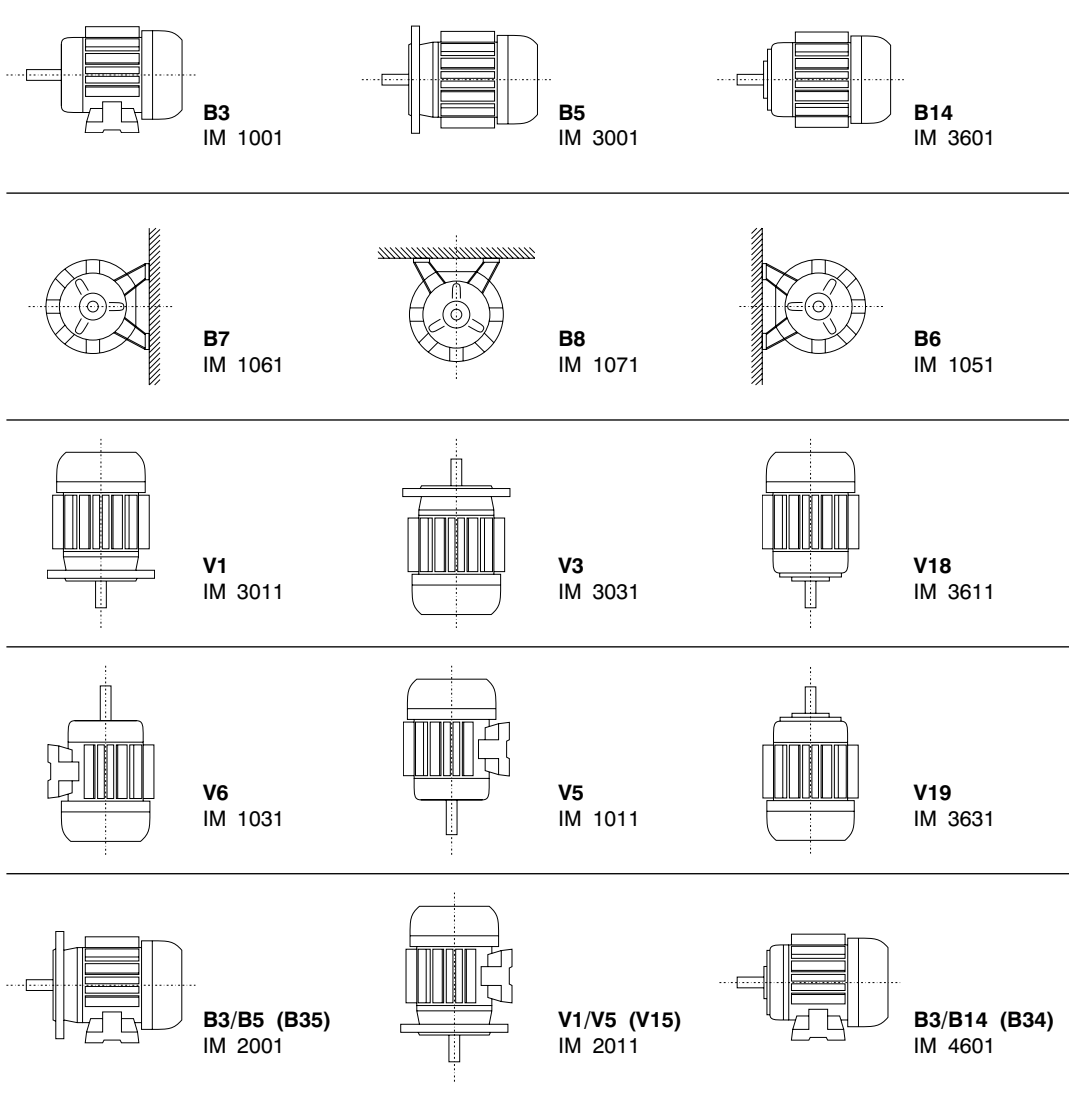 B3
IM 1001
B5
IM 3001
B14
IM 3601
B7
IM 1061
B8
IM 1071
B6
IM 1051
V1
IM 3011
V3
IM 3031
V18
IM 3611
V6
IM 1031
V5
IM 1011
V19
IM 3631
B3/B5 (B35)
IM 2001
V1/V5 (V15)
IM 2011
B3/B14 (B34)
IM 4601